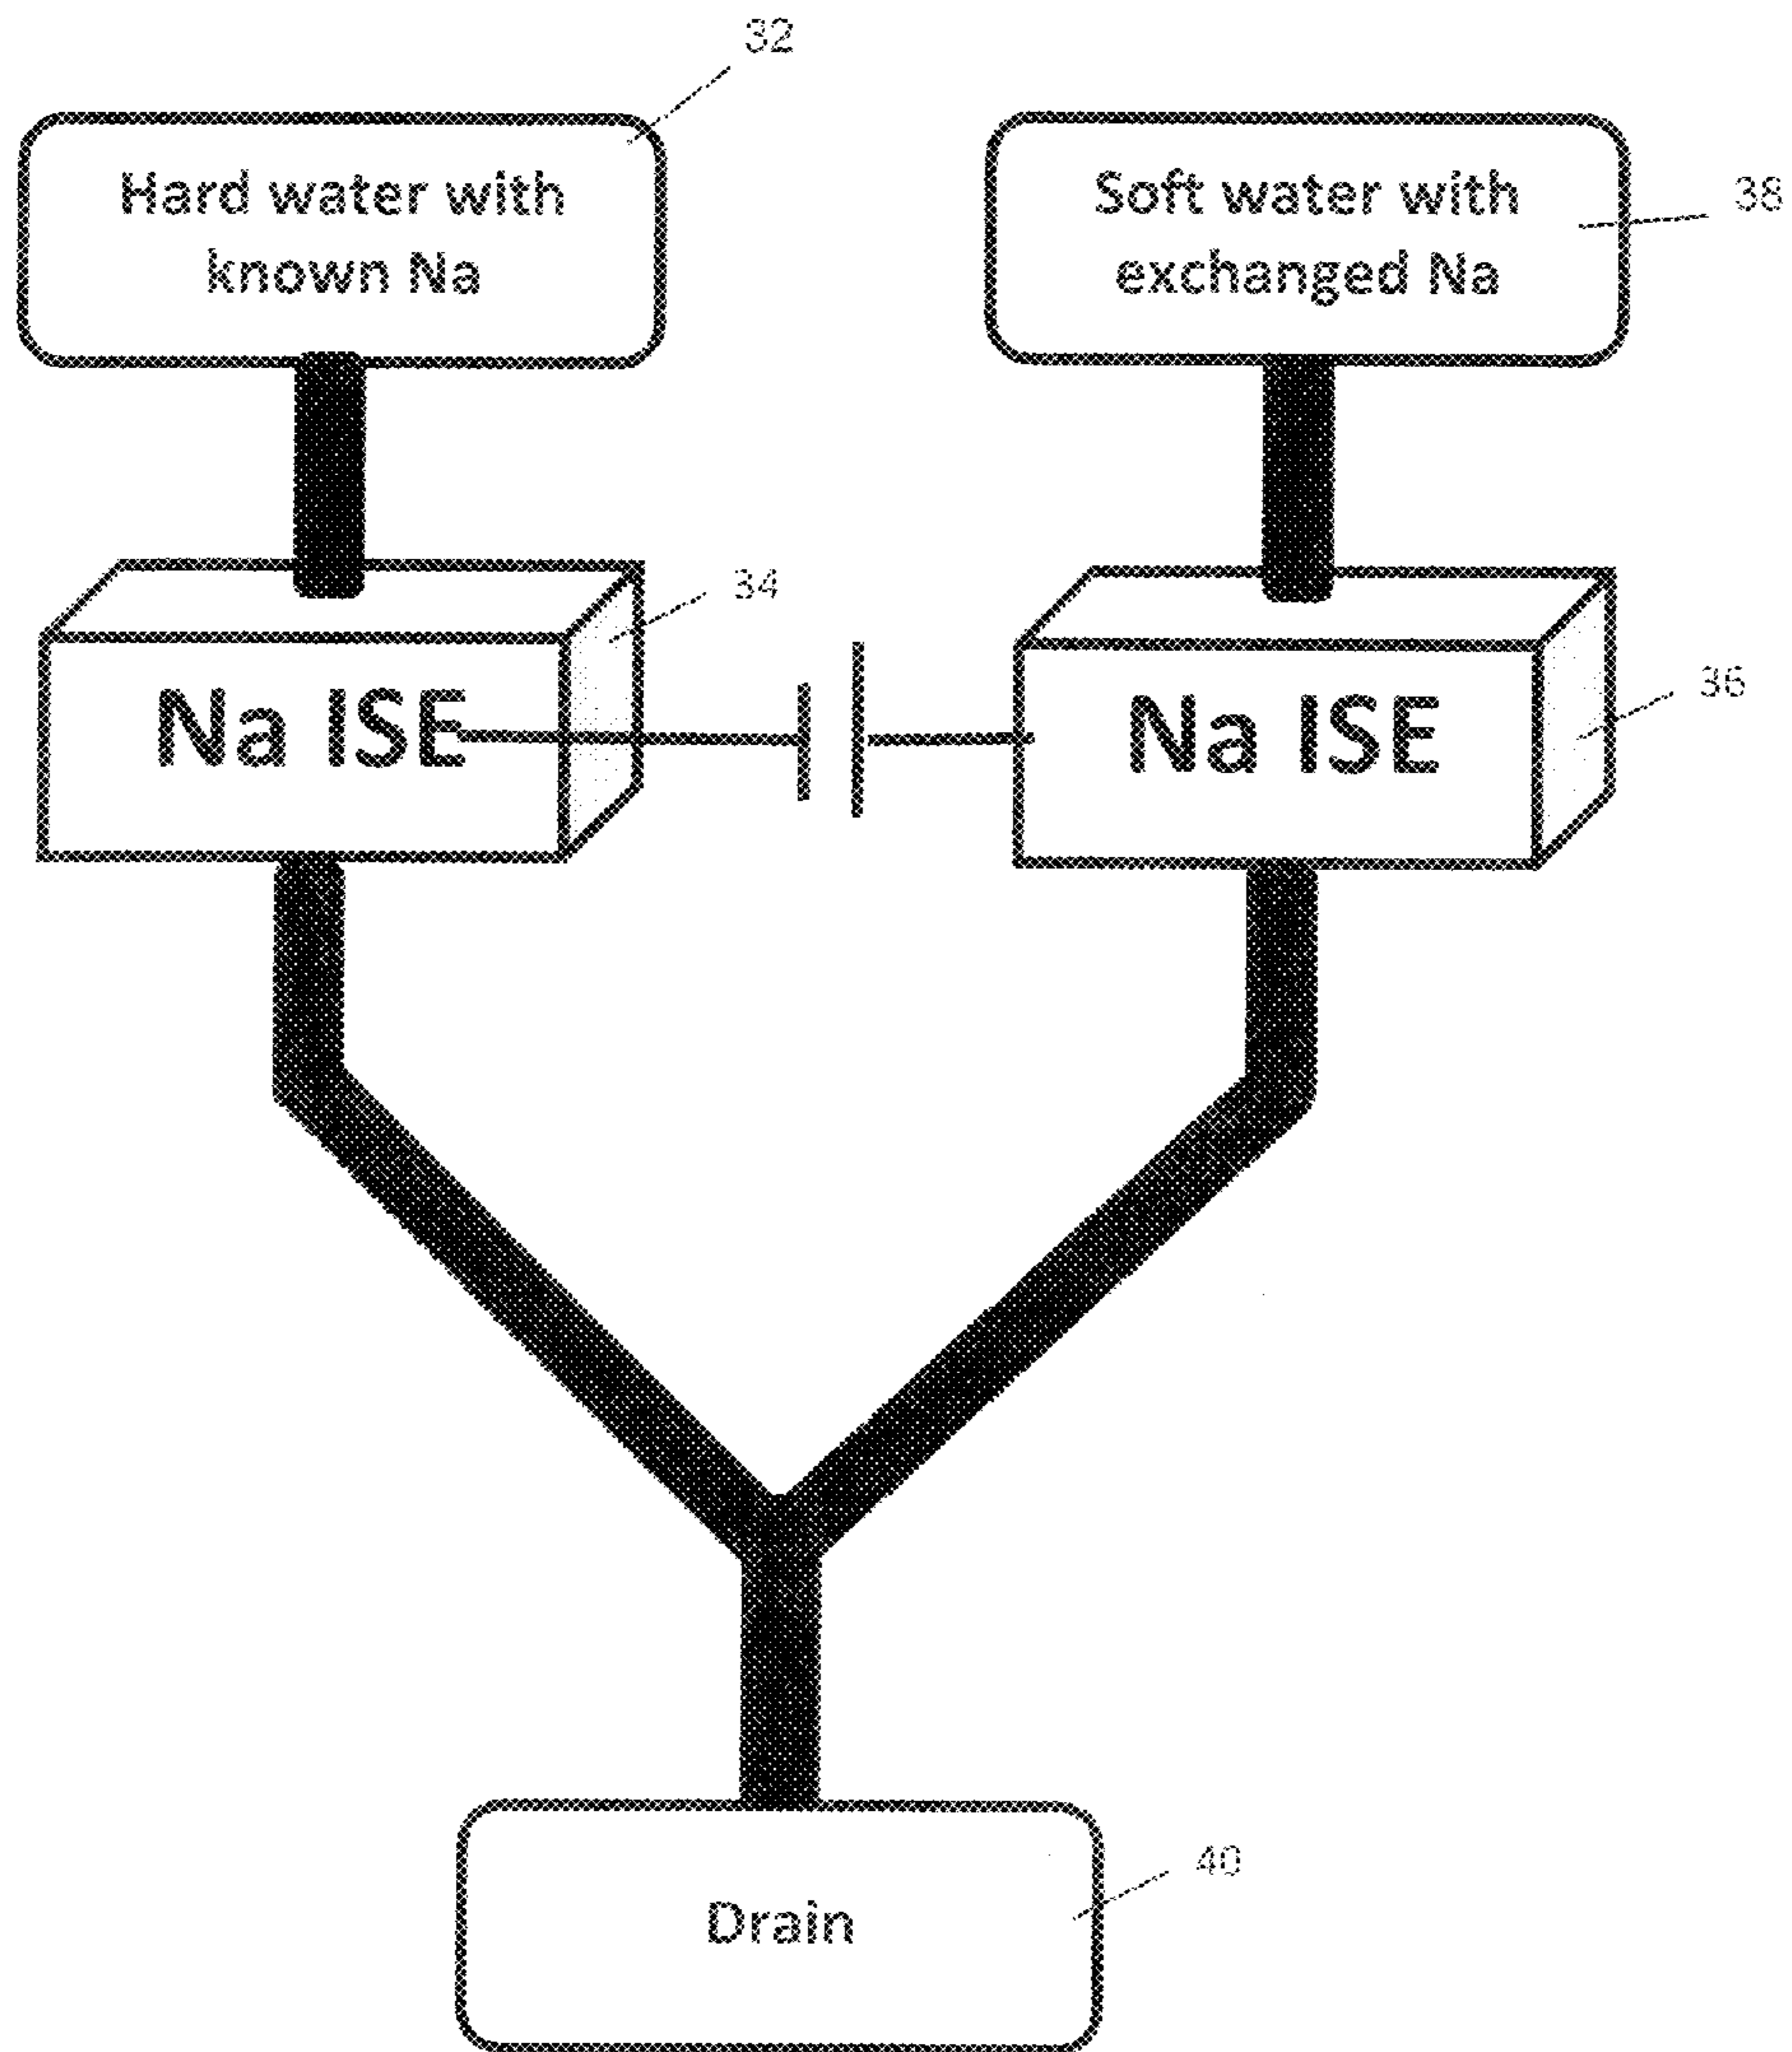 32
Hard water with
known Na
Soft water with
exchanged Na
38
34
Na ISE
Na ISE
36
40
Drain